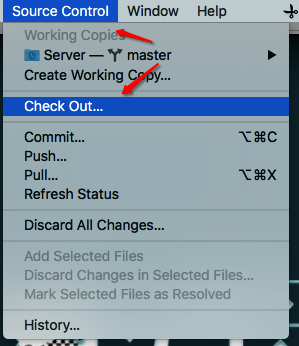 Source Control Window Help
Working Copies
Server — master
Create Working Copy...
Check Out...
Commit... ⌥⌘C
Push...
Pull... ⌥⌘X
Refresh Status
Discard All Changes...
Add Selected Files
Discard Changes in Selected Files...
Mark Selected Files as Resolved
History...